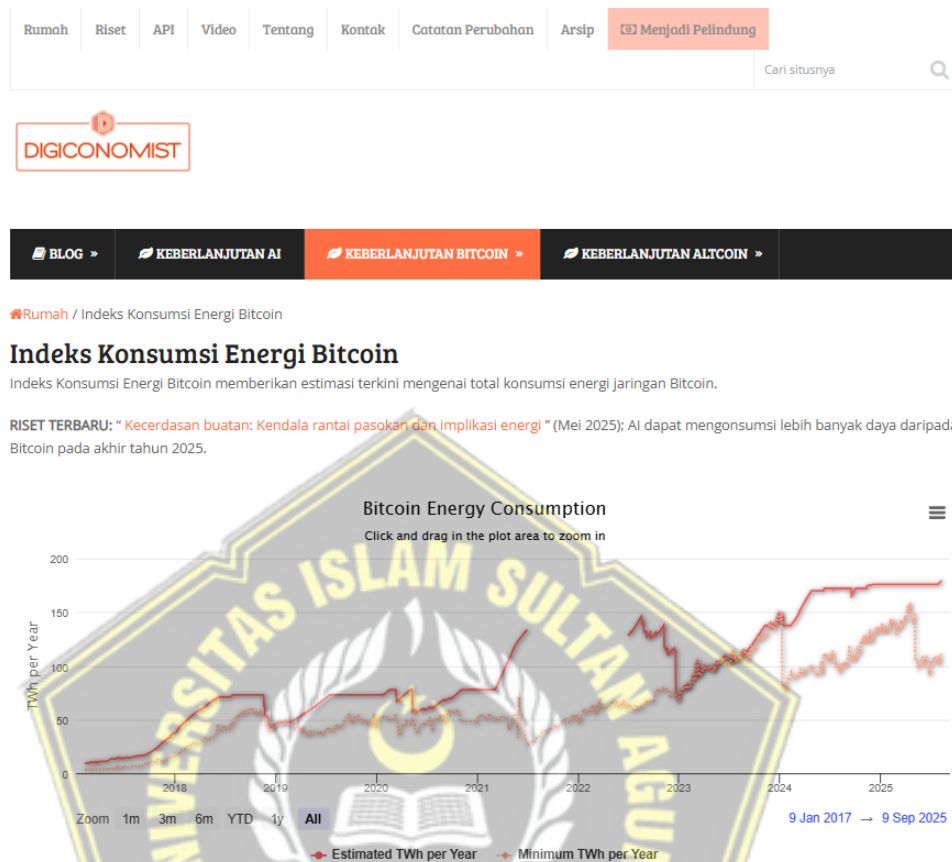 Rumah Riset API Video Tentang Kontak Catatan Perubahan Arsip Menjadi Pelindung
Cari situsnya
DIGICONOMIST
BLOG » KEBERLANJUTAN AI KEBERLANJUTAN BITCOIN » KEBERLANJUTAN ALTCOIN »
Rumah / Indeks Konsumsi Energi Bitcoin
Indeks Konsumsi Energi Bitcoin
Indeks Konsumsi Energi Bitcoin memberikan estimasi terkini mengenai total konsumsi energi jaringan Bitcoin.
RISET TERBARU: “ Kecerdasan buatan: Kendala rantai pasokan dan implikasi energi ” (Mei 2025); AI dapat mengonsumsi lebih banyak daya daripada
Bitcoin pada akhir tahun 2025.
Bitcoin Energy Consumption
Click and drag in the plot area to zoom in
TWh per Year
200
150
100
50
0
2018 2019 2020 2021 2022 2023 2024 2025
Zoom 1m 3m 6m YTD 1y All 9 Jan 2017 → 9 Sep 2025
Estimated TWh per Year Minimum TWh per Year
UNIVERSITAS ISLAM SULTAN AGUNG